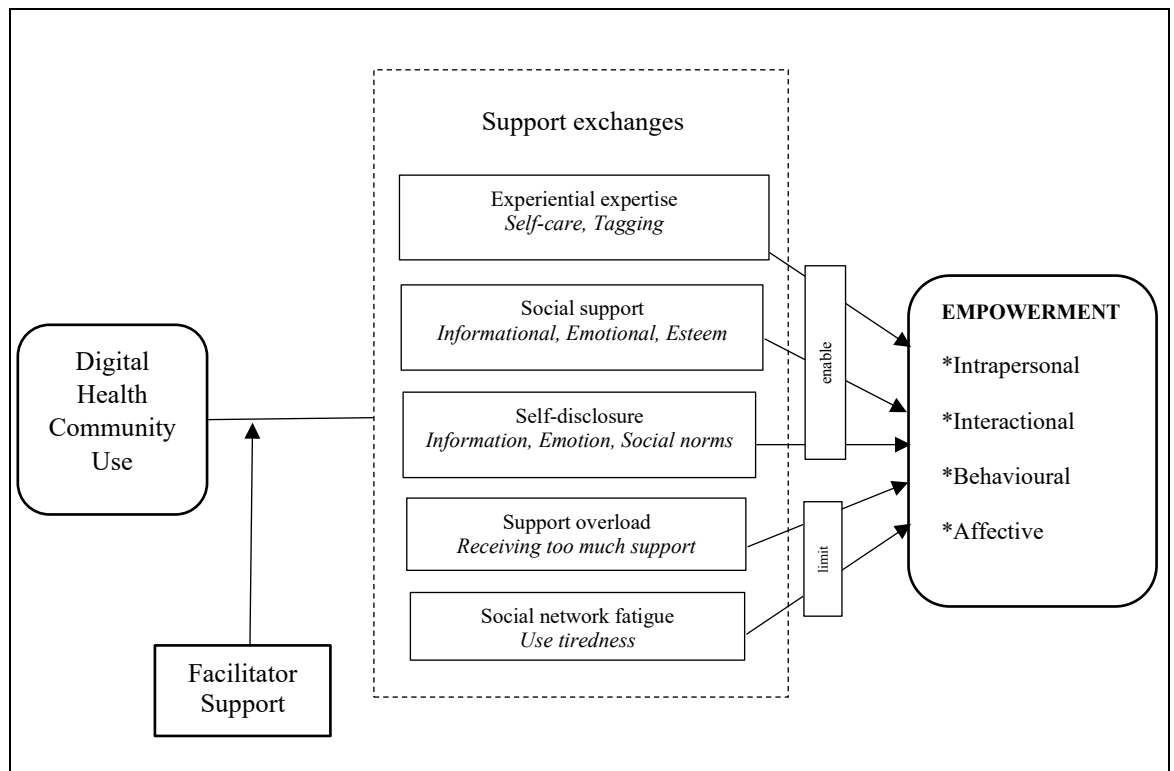 Support exchanges
Experiential expertise
Self-care, Tagging
Social support
Informational, Emotional, Esteem
Self-disclosure
Information, Emotion, Social norms
Support overload
Receiving too much support
Social network fatigue
Use tiredness
Digital
Health
Community
Use
Facilitator
Support
enable
limit
EMPOWERMENT
*Intrapersonal
*Interactional
*Behavioural
*Affective